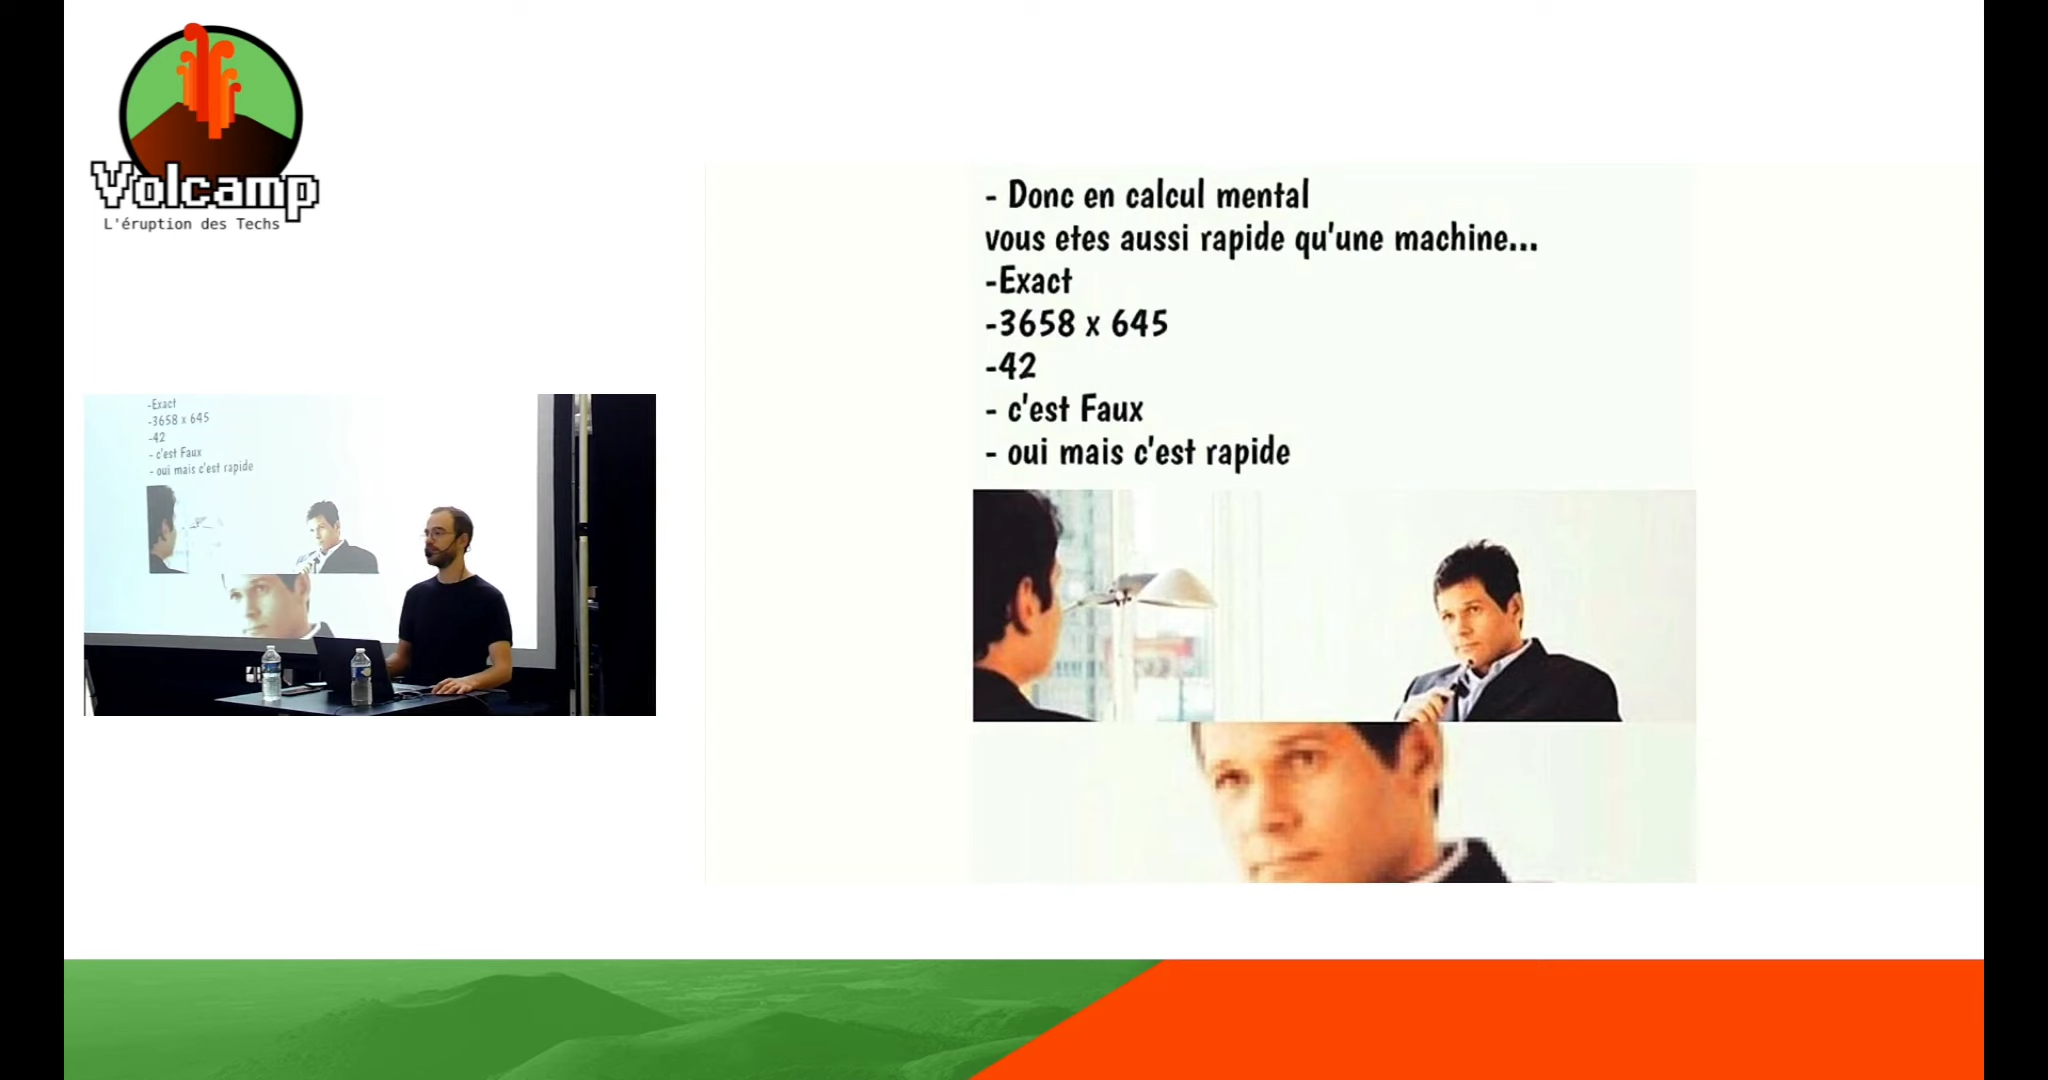 Volcamp
L'éruption des Techs
- Donc en calcul mental
vous etes aussi rapide qu'une machine...
-Exact
-3658 x 645
-42
- c'est Faux
- oui mais c'est rapide
-Exact
-3658 x 645
-42
- c'est Faux
- oui mais c'est rapide